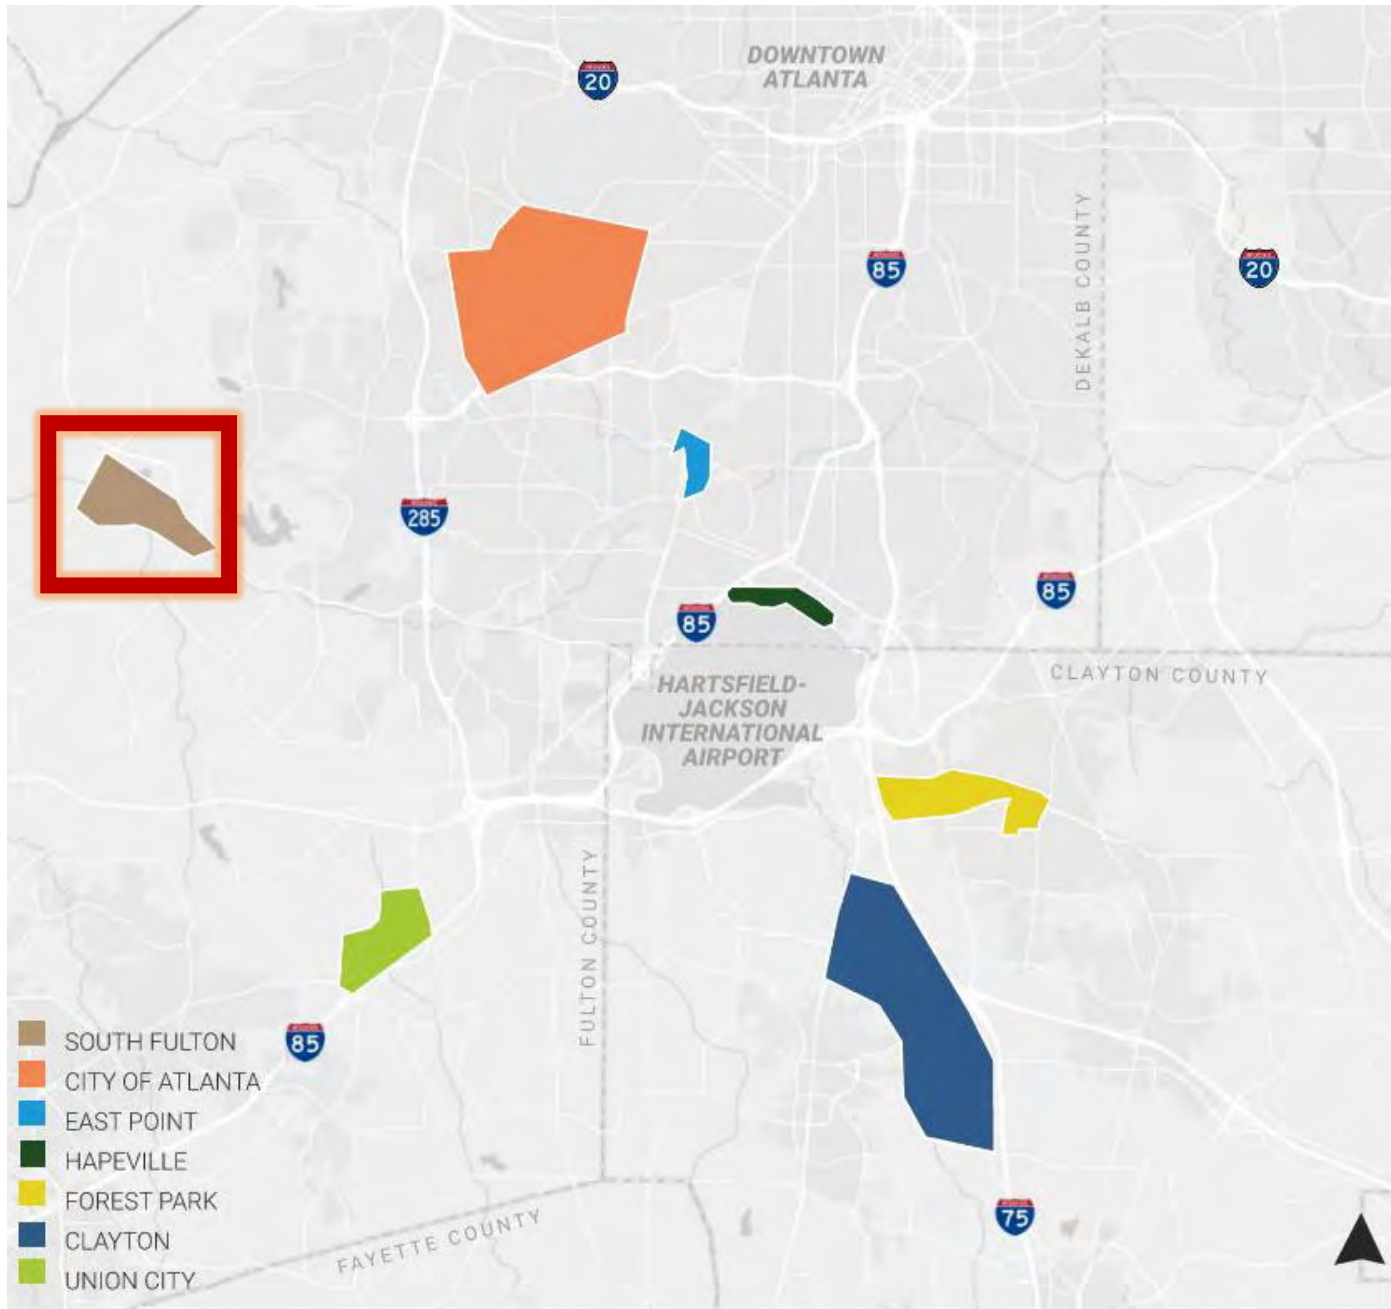 DOWNTOWN
ATLANTA
20
DEKALB COUNTY
85
20
285
85
85
CLAYTON COUNTY
HARTSFIELD-
JACKSON
INTERNATIONAL
AIRPORT
FULTON COUNTY
85
SOUTH FULTON
CITY OF ATLANTA
EAST POINT
HAPEVILLE
FOREST PARK
CLAYTON
UNION CITY
FAYETTE COUNTY
75